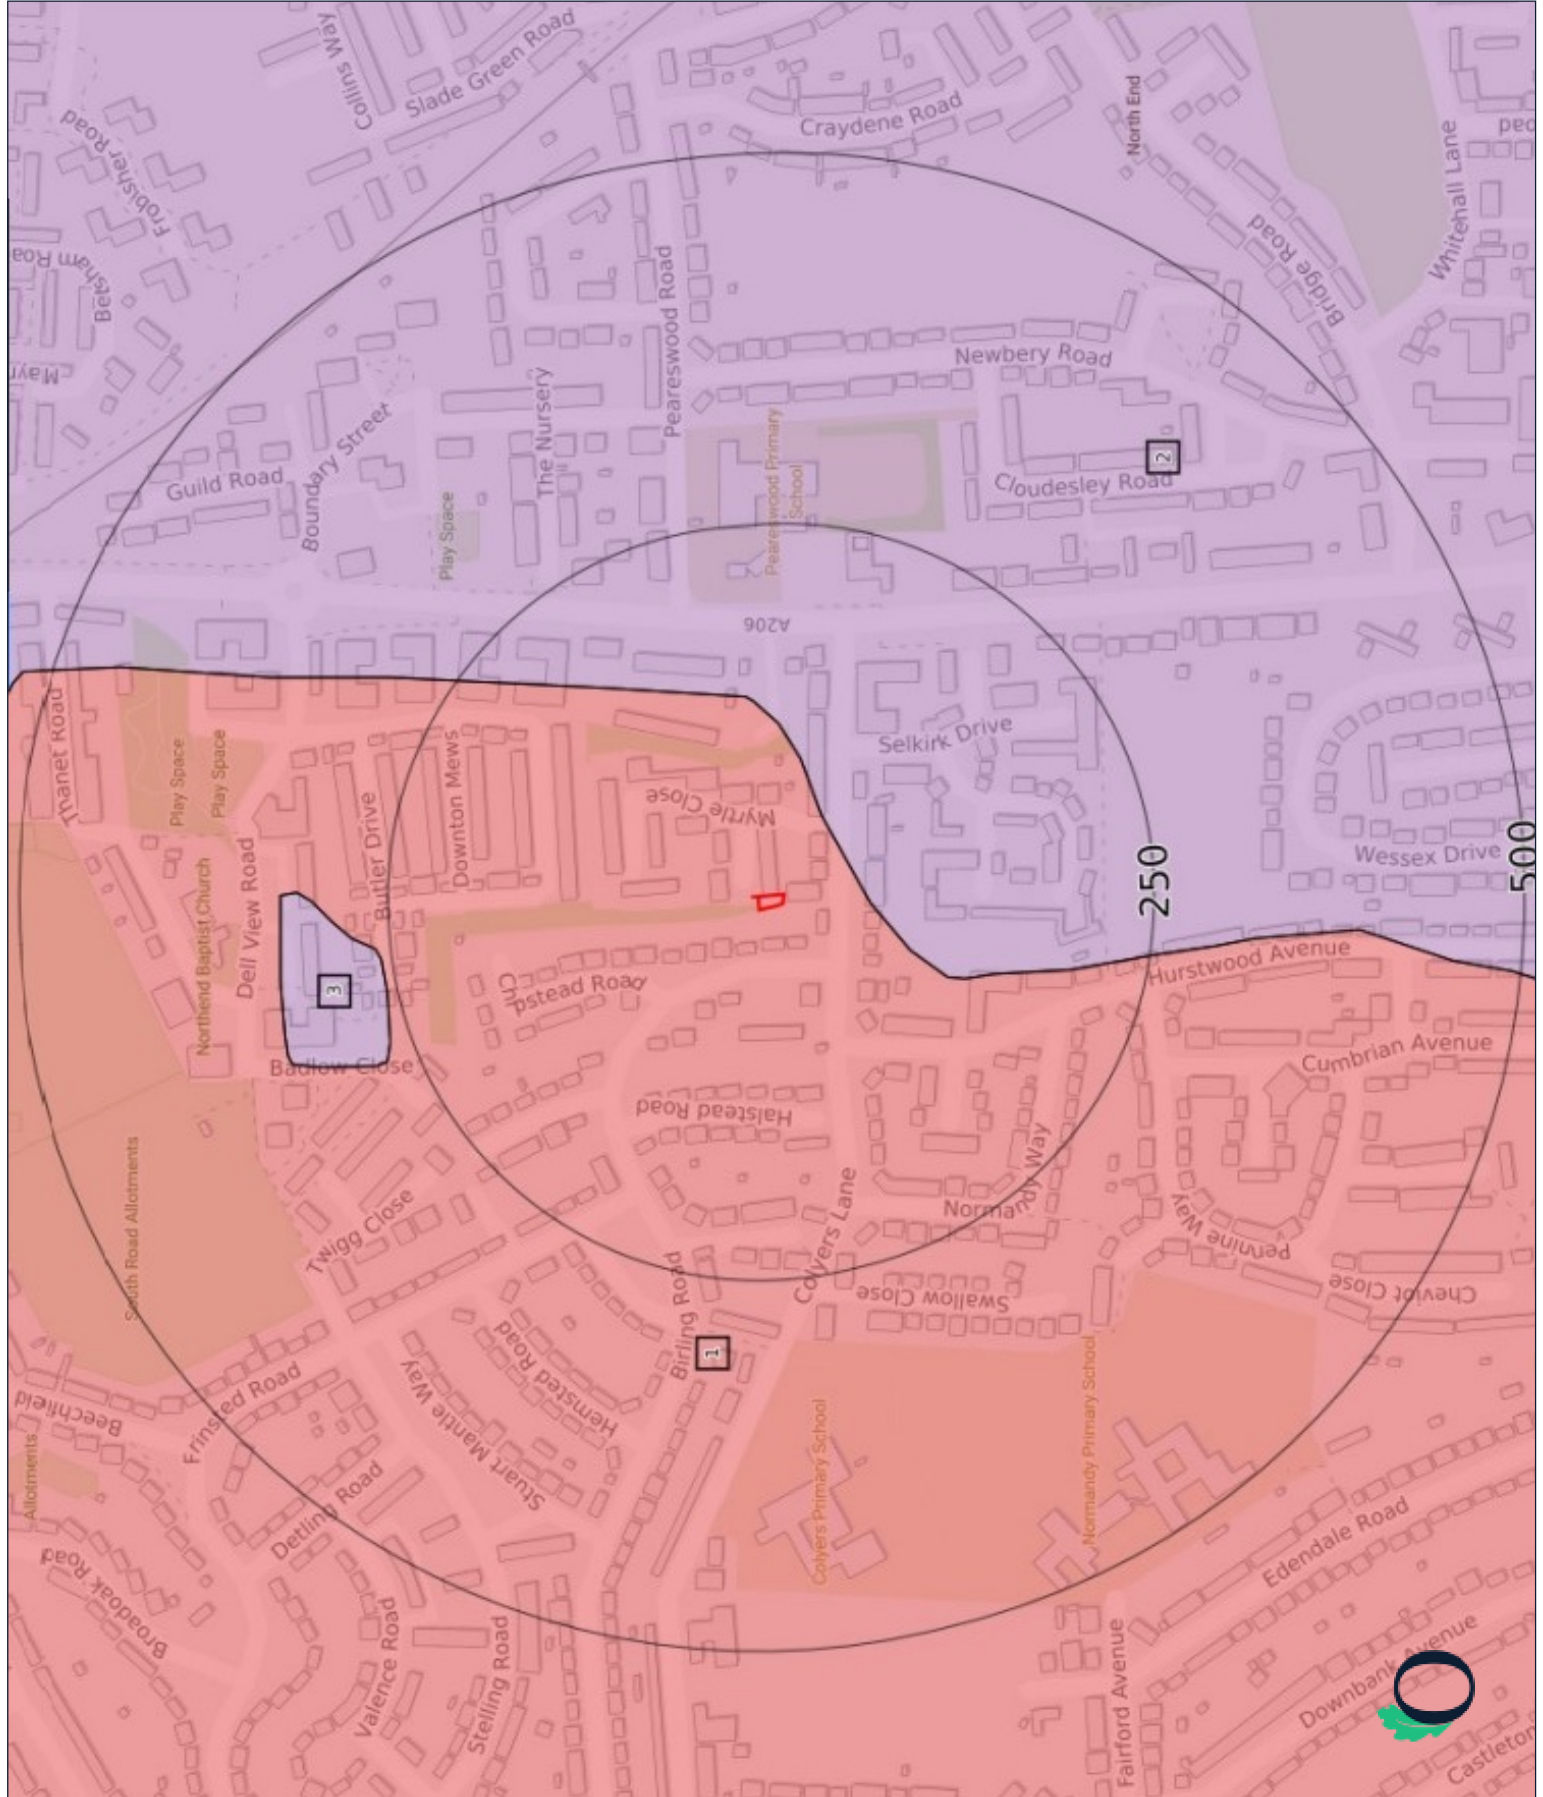 Collins Way
Slade Green Road
Frobisher Road
Craydene Road
North End
Whitehall Lane
Betsham Roa
Bridge Road
Peareswood Road
Newbery Road
Mayn
The Nursery
Boundary Street
Guild Road
Peareswood Primary
School
2
Cloudesley Road
Play Space
A206
Thanet Road
Play Space
Play Space
Downton Mews
Selkirk Drive
Myrtle Close
Butler Drive
Wessex Drive
Dell View Road
Northend Baptist Church
250
500
Hurstwood Avenue
3
pstead Road
Cumbrian Avenue
Badlow Close
Halstead Road
South Road Allotments
Normandy Way
Twigg Close
Colyers Lane
Pennine Way
Cheviot Close
Swallow Close
Birling Road
1
Hemsted Road
Beechfield
Frinsted Road
Stuart Mantle Way
Allotments
Colyers Primary School
Normandy Primary School
Detling Road
Broadoak Road
Edendale Road
Valence Road
Stelling Road
Fairford Avenue
Downbank Avenue
Castleton